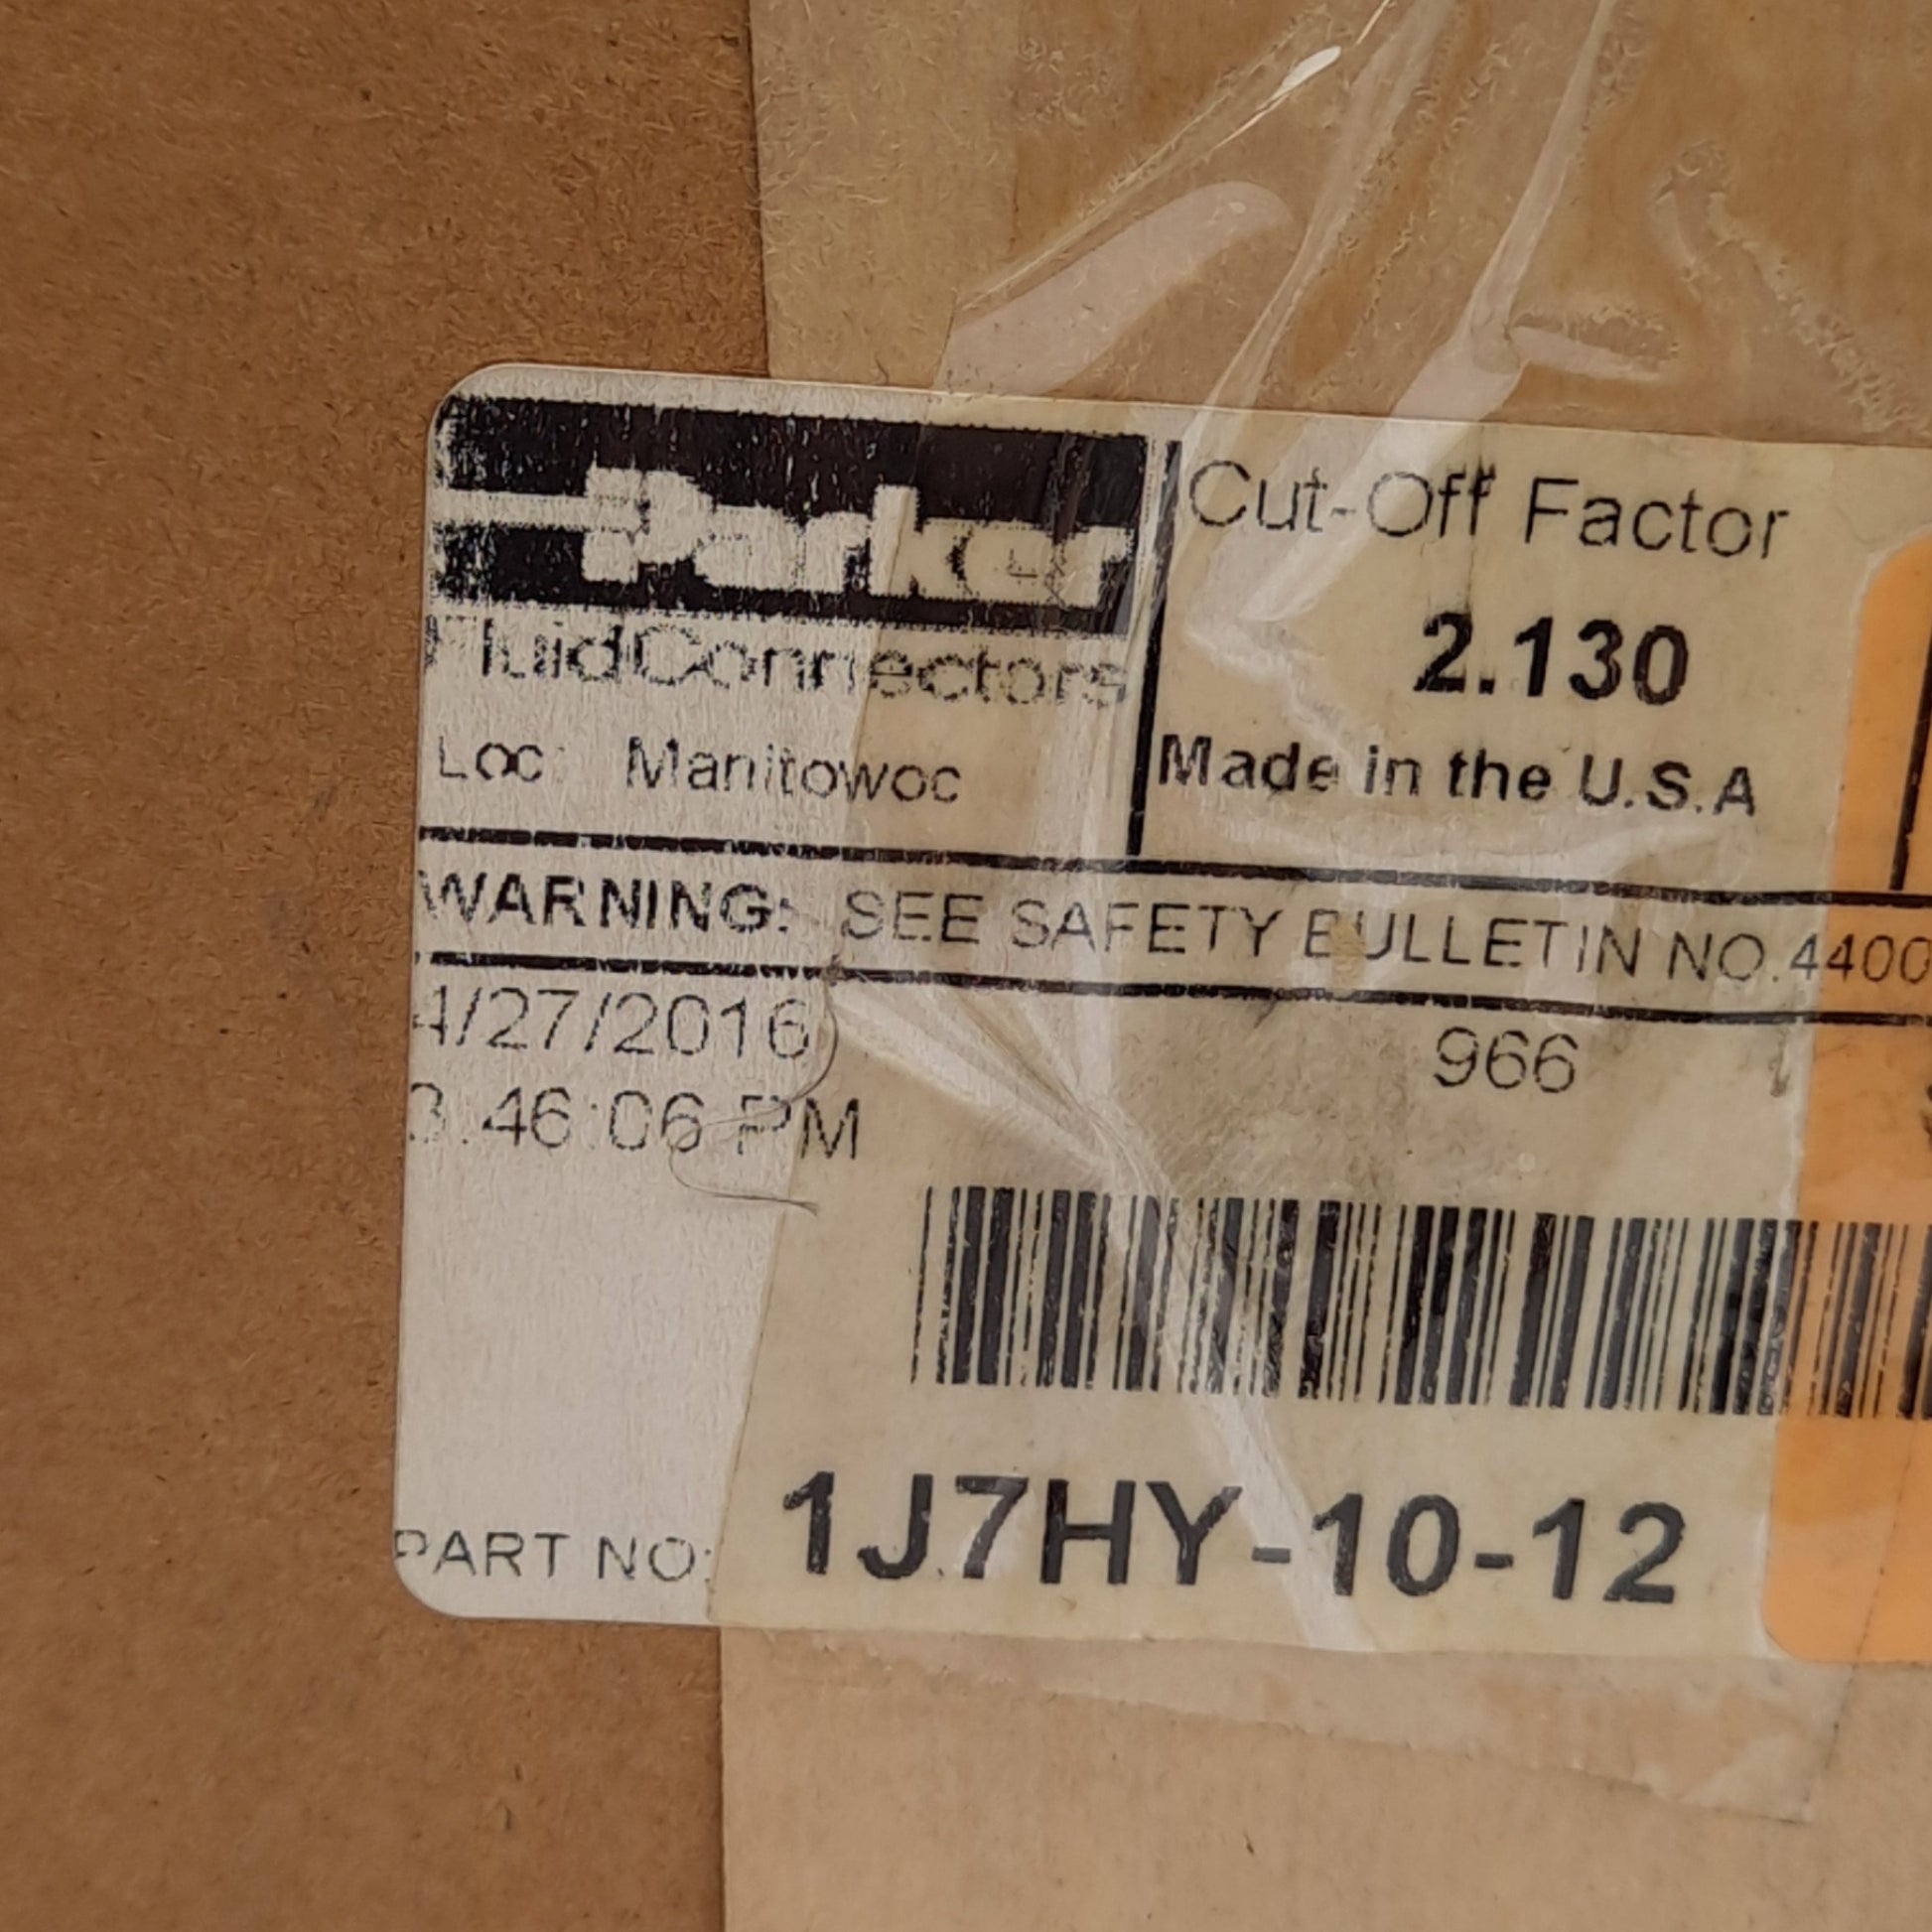 Parker
Cut-Off Factor
FluidConnectors
2.130
Loc: Manitowoc
Made in the U.S.A
WARNING: SEE SAFETY BULLETIN NO.4400
4/27/2016
966
3:46:06 PM
PART NO: 1J7HY-10-12